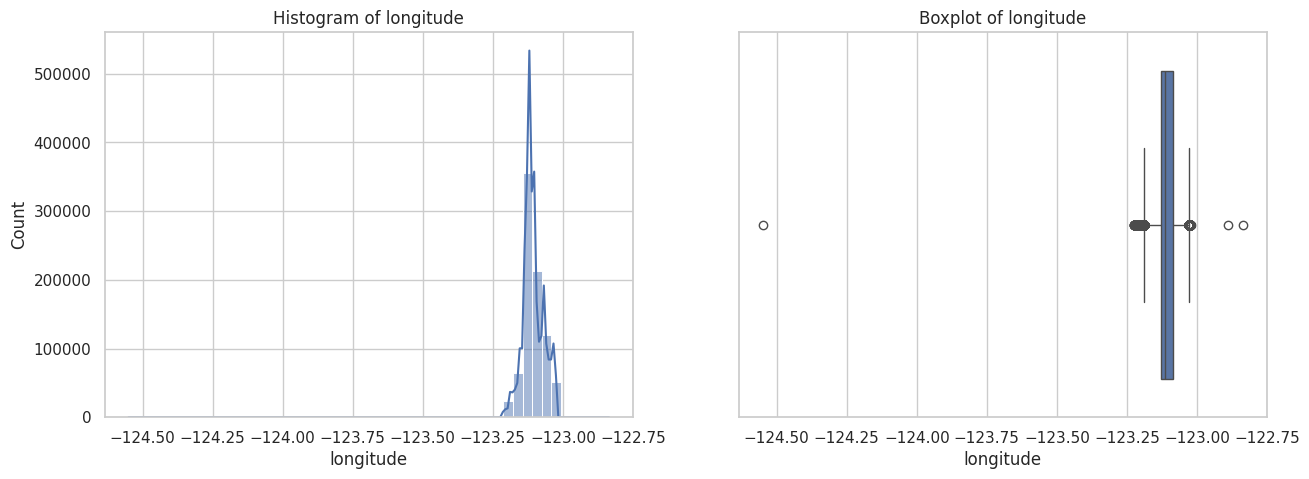 Histogram of longitude
500000
400000
300000
200000
100000
0
Count
−124.50 −124.25 −124.00 −123.75 −123.50 −123.25 −123.00 −122.75
longitude
Boxplot of longitude
−124.50 −124.25 −124.00 −123.75 −123.50 −123.25 −123.00 −122.75
longitude